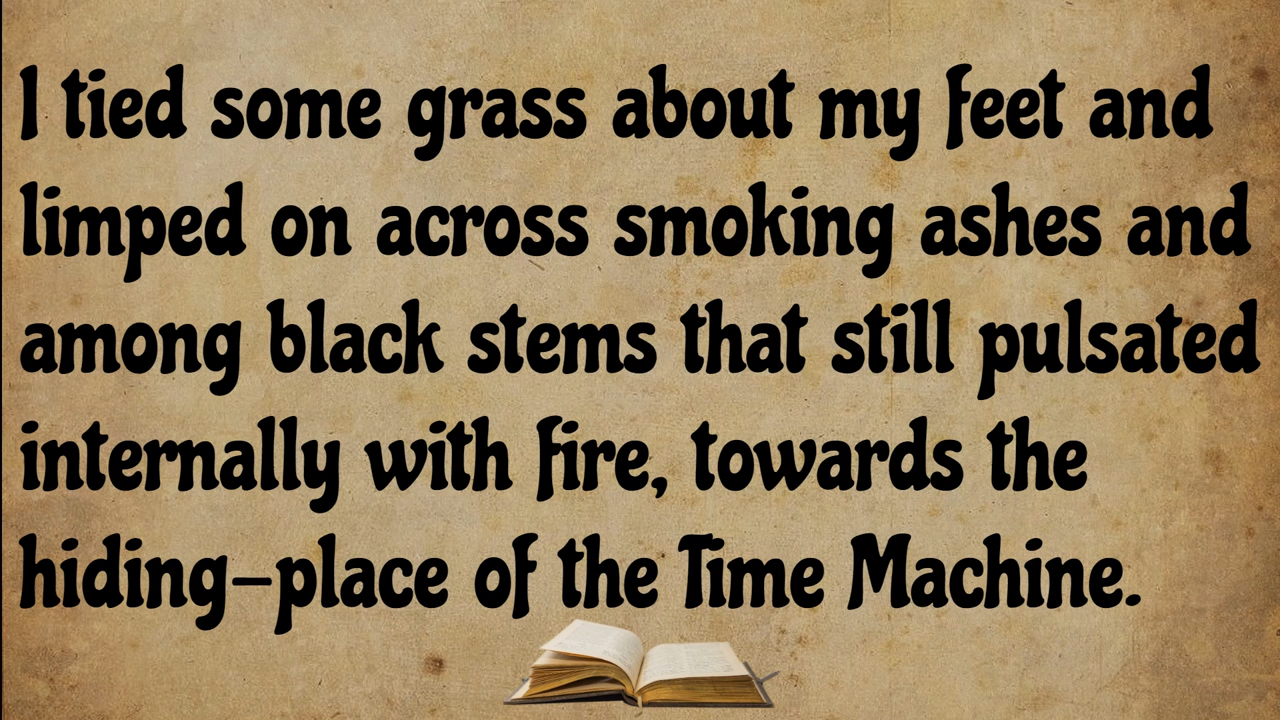 I tied some grass about my feet and
limped on across smoking ashes and
among black stems that still pulsated
internally with fire, towards the
hiding-place of the Time Machine.